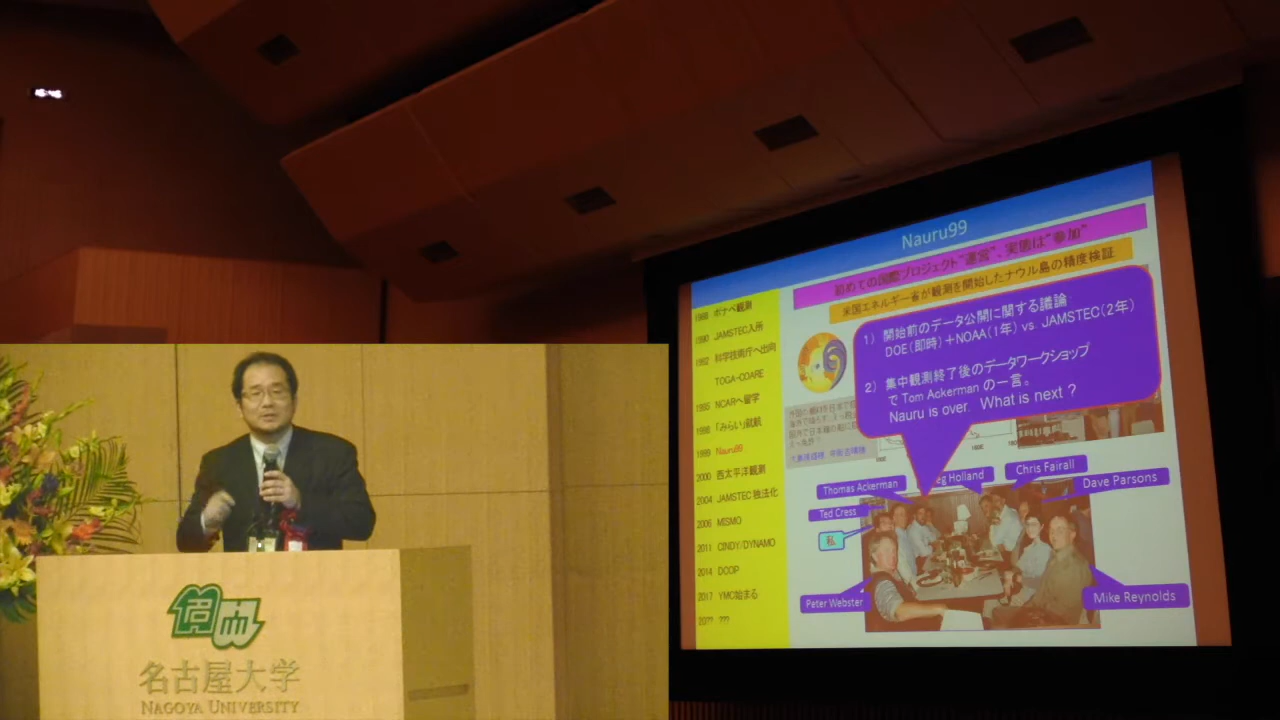 Nauru99
初めての国際プロジェクト"運営"、実態は"参加"
米国エネルギー省が観測を開始したナウル島の精度検証
1) 開始前のデータ公開に関する議論
DOE(即時)+NOAA(1年) vs. JAMSTEC(2年)
2) 集中観測終了後のデータワークショップ
で Tom Ackerman の一言。
Nauru is over. What is next ?
1988 ポナペ観測
1990 JAMSTEC入所
1992 科学技術庁へ出向
TOGA-COARE
1995 NCARへ留学
1998 「みらい」就航
1999 Nauru99
2000 西太平洋観測
2004 JAMSTEC 独法化
2006 MISMO
2011 CINDY/DYNAMO
2014 DCOP
2017 YMC始まる
20?? ???
Thomas Ackerman
eg Holland
Chris Fairall
Dave Parsons
Ted Cress
私
Peter Webster
Mike Reynolds
名大
名古屋大学
NAGOYA UNIVERSITY